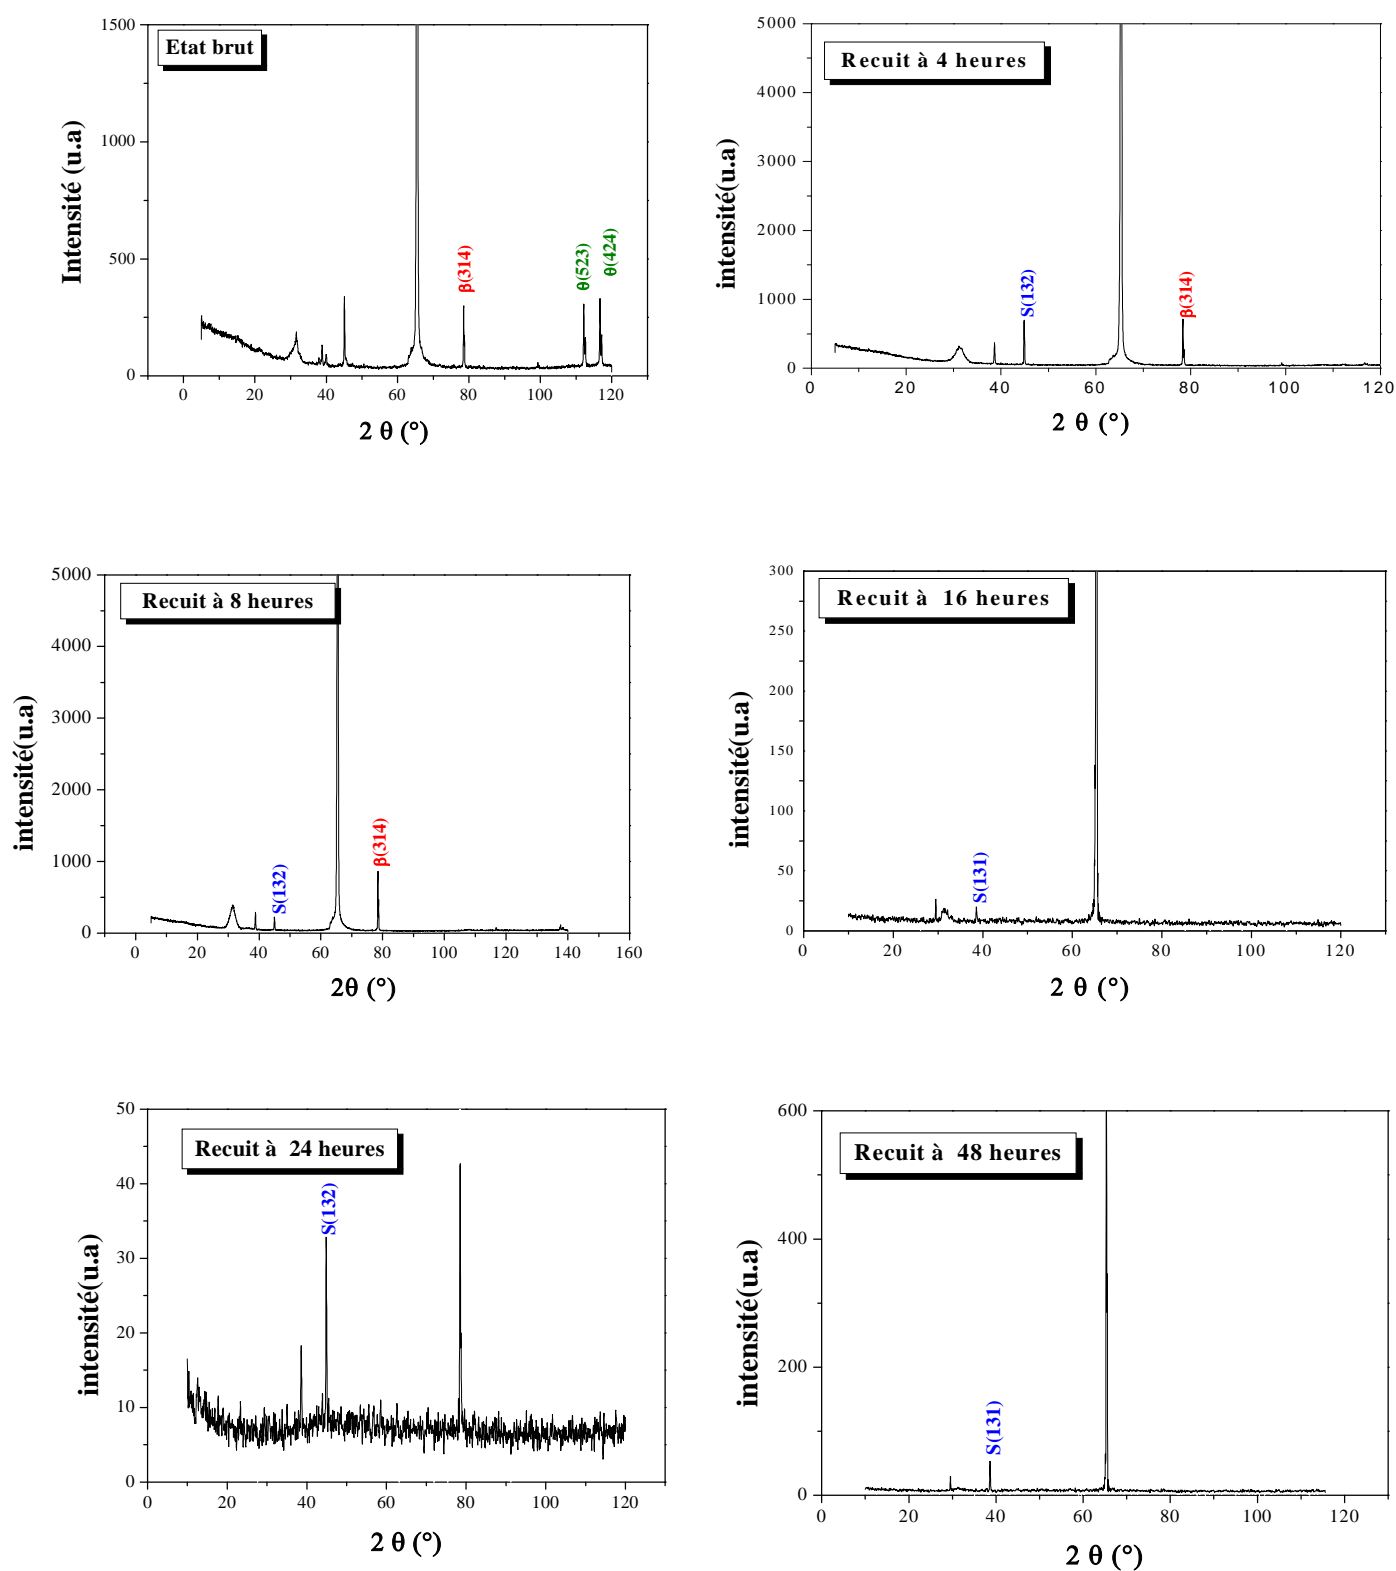 Etat brut
Intensité (u.a)
1500
1000
500
0
β(314)
θ(523)
θ(424)
0 20 40 60 80 100 120
2 θ (°)
Recuit à 4 heures
intensité(u.a)
5000
4000
3000
2000
1000
0
S(132)
β(314)
0 20 40 60 80 100 120
2 θ (°)
Recuit à 8 heures
intensité(u.a)
5000
4000
3000
2000
1000
0
S(132)
β(314)
0 20 40 60 80 100 120 140 160
2θ (°)
Recuit à 16 heures
intensité(u.a)
300
250
200
150
100
50
0
S(131)
0 20 40 60 80 100 120
2 θ (°)
Recuit à 24 heures
intensité(u.a)
50
40
30
20
10
0
S(132)
0 20 40 60 80 100 120
2 θ (°)
Recuit à 48 heures
intensité(u.a)
600
400
200
0
S(131)
0 20 40 60 80 100 120
2 θ (°)